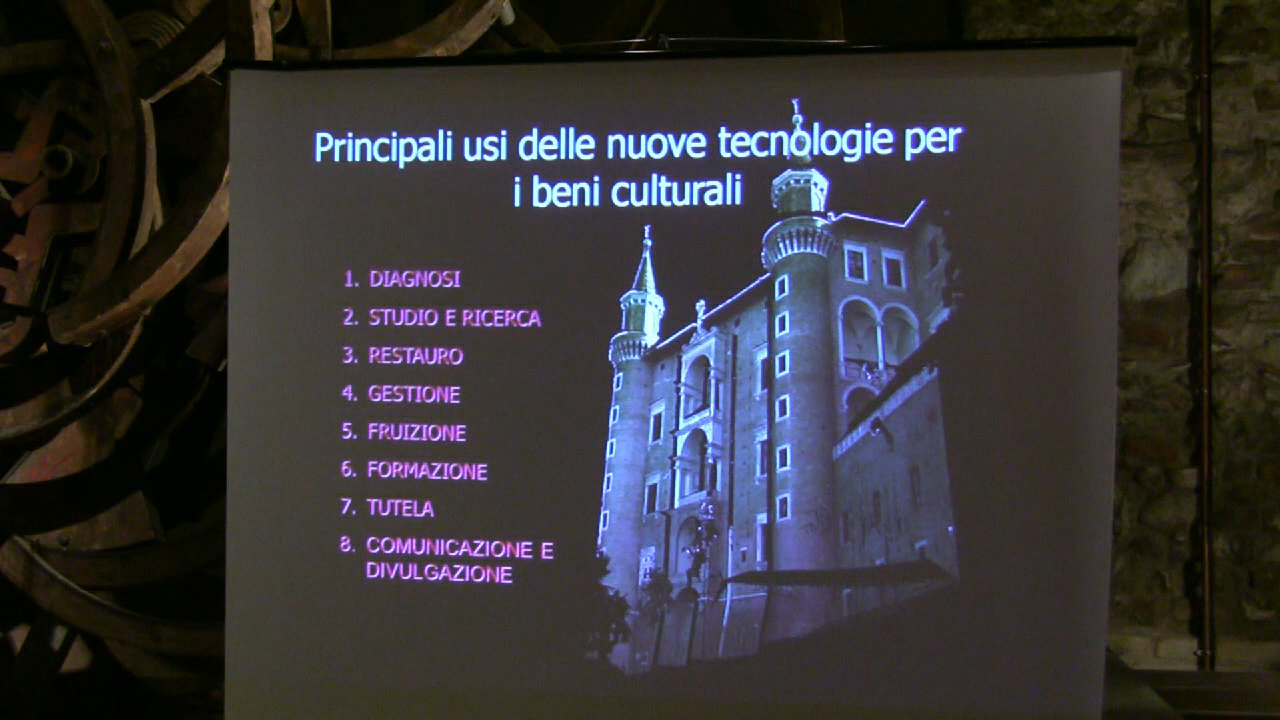 Principali usi delle nuove tecnologie per
i beni culturali
1. DIAGNOSI
2. STUDIO E RICERCA
3. RESTAURO
4. GESTIONE
5. FRUIZIONE
6. FORMAZIONE
7. TUTELA
8. COMUNICAZIONE E
DIVULGAZIONE